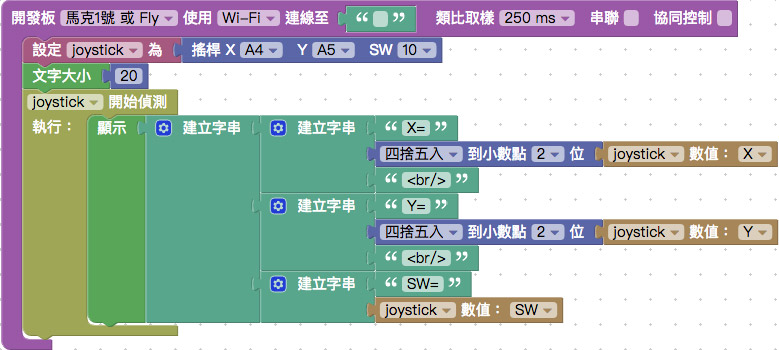 開發板 馬克1號 或 Fly 使用 Wi-Fi 連線至 “ ” 類比取樣 250 ms 串聯 協同控制
設定 joystick 為 搖桿 X A4 Y A5 SW 10
文字大小 20
joystick 開始偵測
執行： 顯示 建立字串 建立字串 “ X= ”
四捨五入 到小數點 2 位 joystick 數值： X
“ <br/> ”
建立字串 “ Y= ”
四捨五入 到小數點 2 位 joystick 數值： Y
“ <br/> ”
建立字串 “ SW= ”
joystick 數值： SW